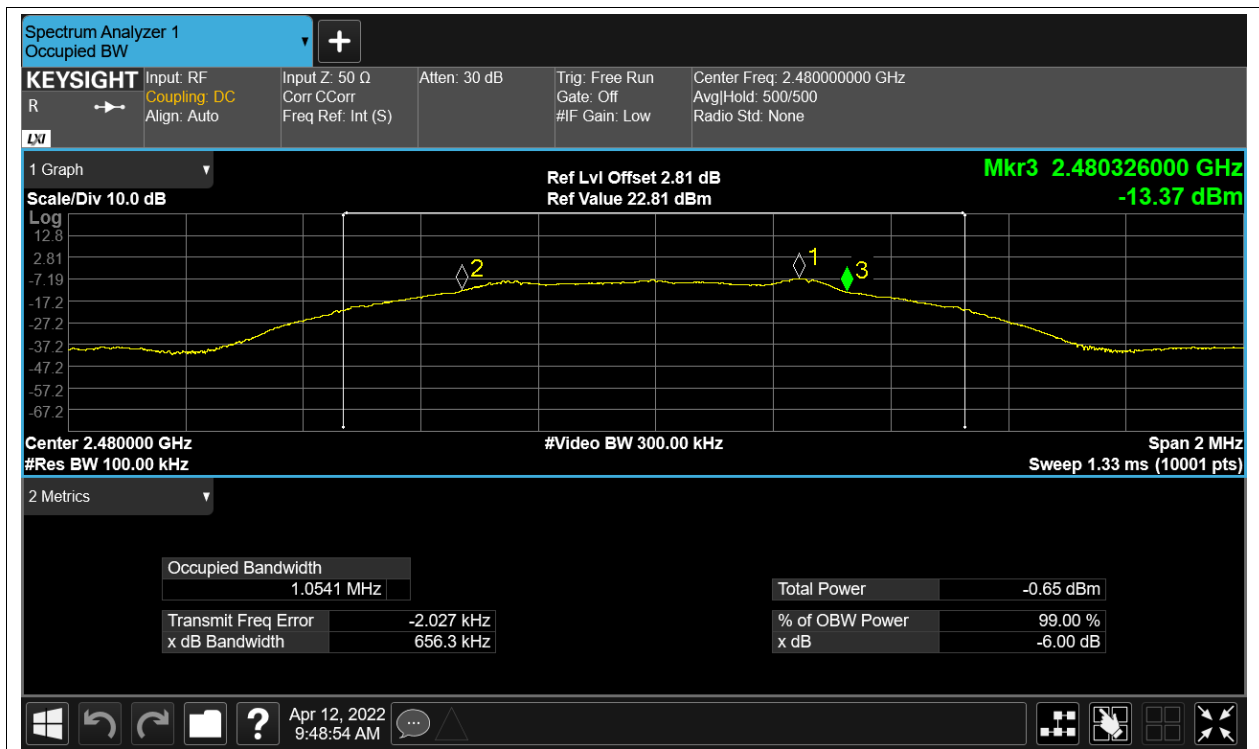 Spectrum Analyzer 1
Occupied BW
KEYSIGHT
R
LXI
Input: RF
Coupling: DC
Align: Auto
Input Z: 50 Ω
Corr CCorr
Freq Ref: Int (S)
Atten: 30 dB
Trig: Free Run
Gate: Off
#IF Gain: Low
Center Freq: 2.480000000 GHz
Avg|Hold: 500/500
Radio Std: None
1 Graph
Scale/Div 10.0 dB
Ref Lvl Offset 2.81 dB
Ref Value 22.81 dBm
Mkr3 2.480326000 GHz
-13.37 dBm
Log
12.8
2.81
-7.19
-17.2
-27.2
-37.2
-47.2
-57.2
-67.2
2
1
3
Center 2.480000 GHz
#Res BW 100.00 kHz
#Video BW 300.00 kHz
Span 2 MHz
Sweep 1.33 ms (10001 pts)
2 Metrics
Occupied Bandwidth
1.0541 MHz
Transmit Freq Error -2.027 kHz
x dB Bandwidth 656.3 kHz
Total Power -0.65 dBm
% of OBW Power 99.00 %
x dB -6.00 dB
?
Apr 12, 2022
9:48:54 AM